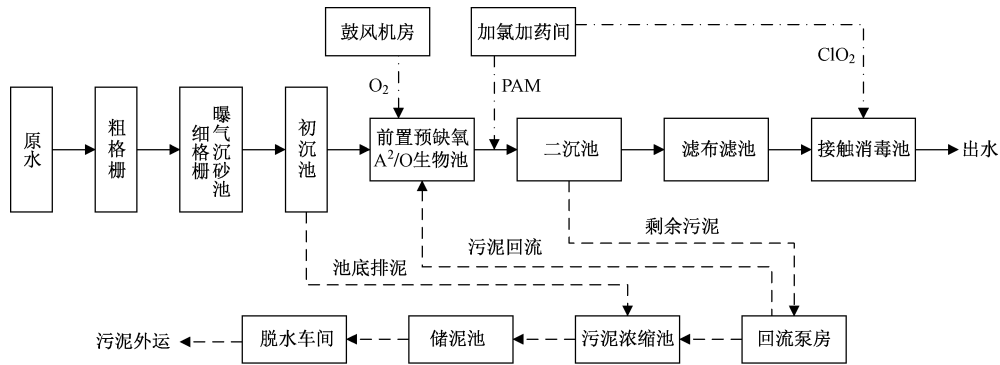 鼓风机房
加氯加药间
O₂
PAM
ClO₂
原水
粗格栅
细格栅
曝气沉砂池
初沉池
前置预缺氧
A²/O生物池
二沉池
滤布滤池
接触消毒池
出水
剩余污泥
污泥回流
池底排泥
污泥外运
脱水车间
储泥池
污泥浓缩池
回流泵房